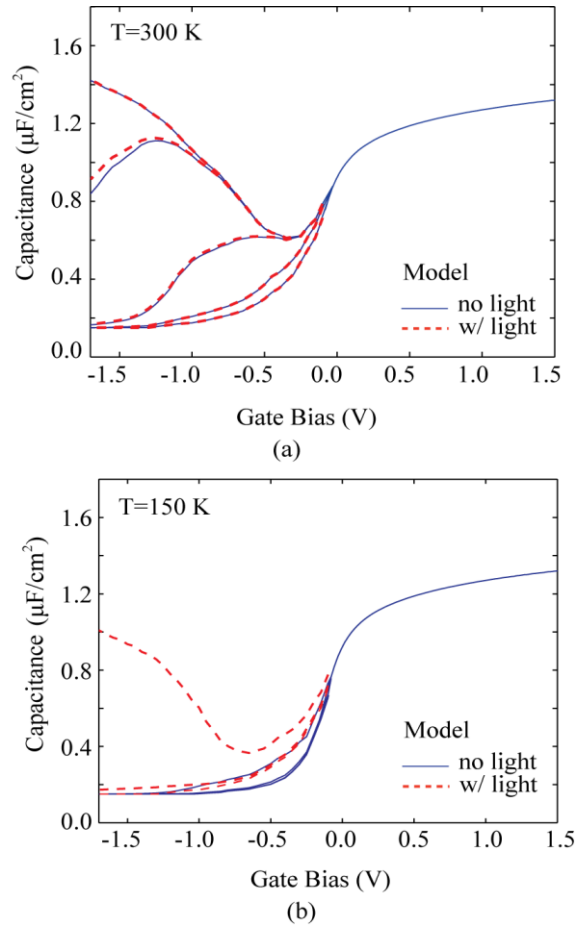 T=300 K
1.6
1.2
0.8
0.4
0.0
Capacitance (μF/cm²)
Model
no light
w/ light
-1.5 -1.0 -0.5 0.0 0.5 1.0 1.5
Gate Bias (V)
(a)
T=150 K
1.6
1.2
0.8
0.4
0.0
Capacitance (μF/cm²)
Model
no light
w/ light
-1.5 -1.0 -0.5 0.0 0.5 1.0 1.5
Gate Bias (V)
(b)